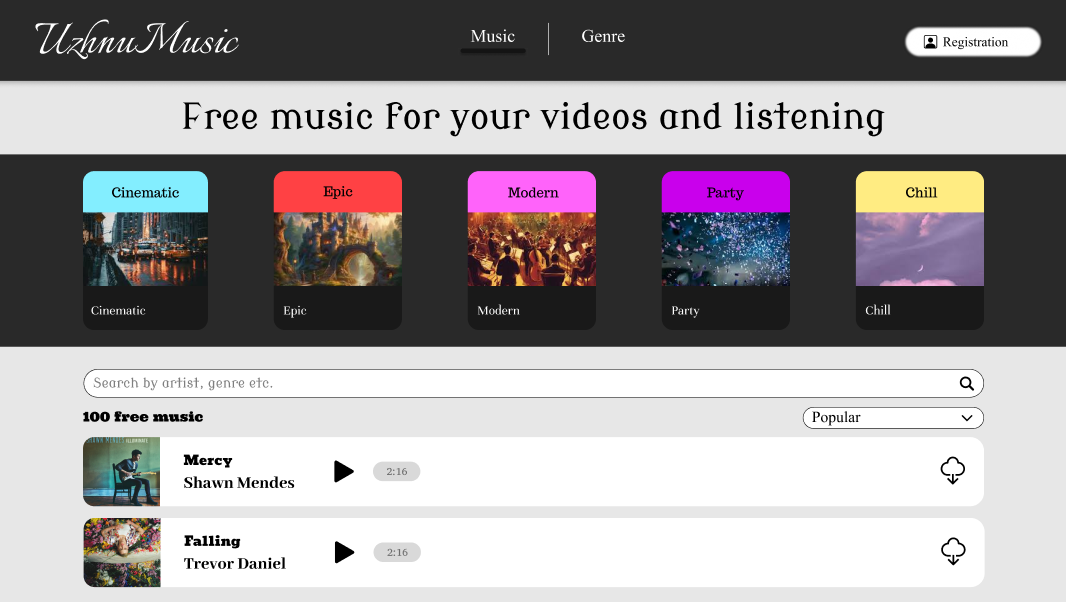 UzhnuMusic
Music
Genre
Registration
Free music for your videos and listening
Cinematic
Epic
Modern
Party
Chill
Cinematic
Epic
Modern
Party
Chill
Search by artist, genre etc.
100 free music
Popular
SHAWN MENDES ILLUMINATE
Mercy
Shawn Mendes
2:16
Falling
Trevor Daniel
2:16